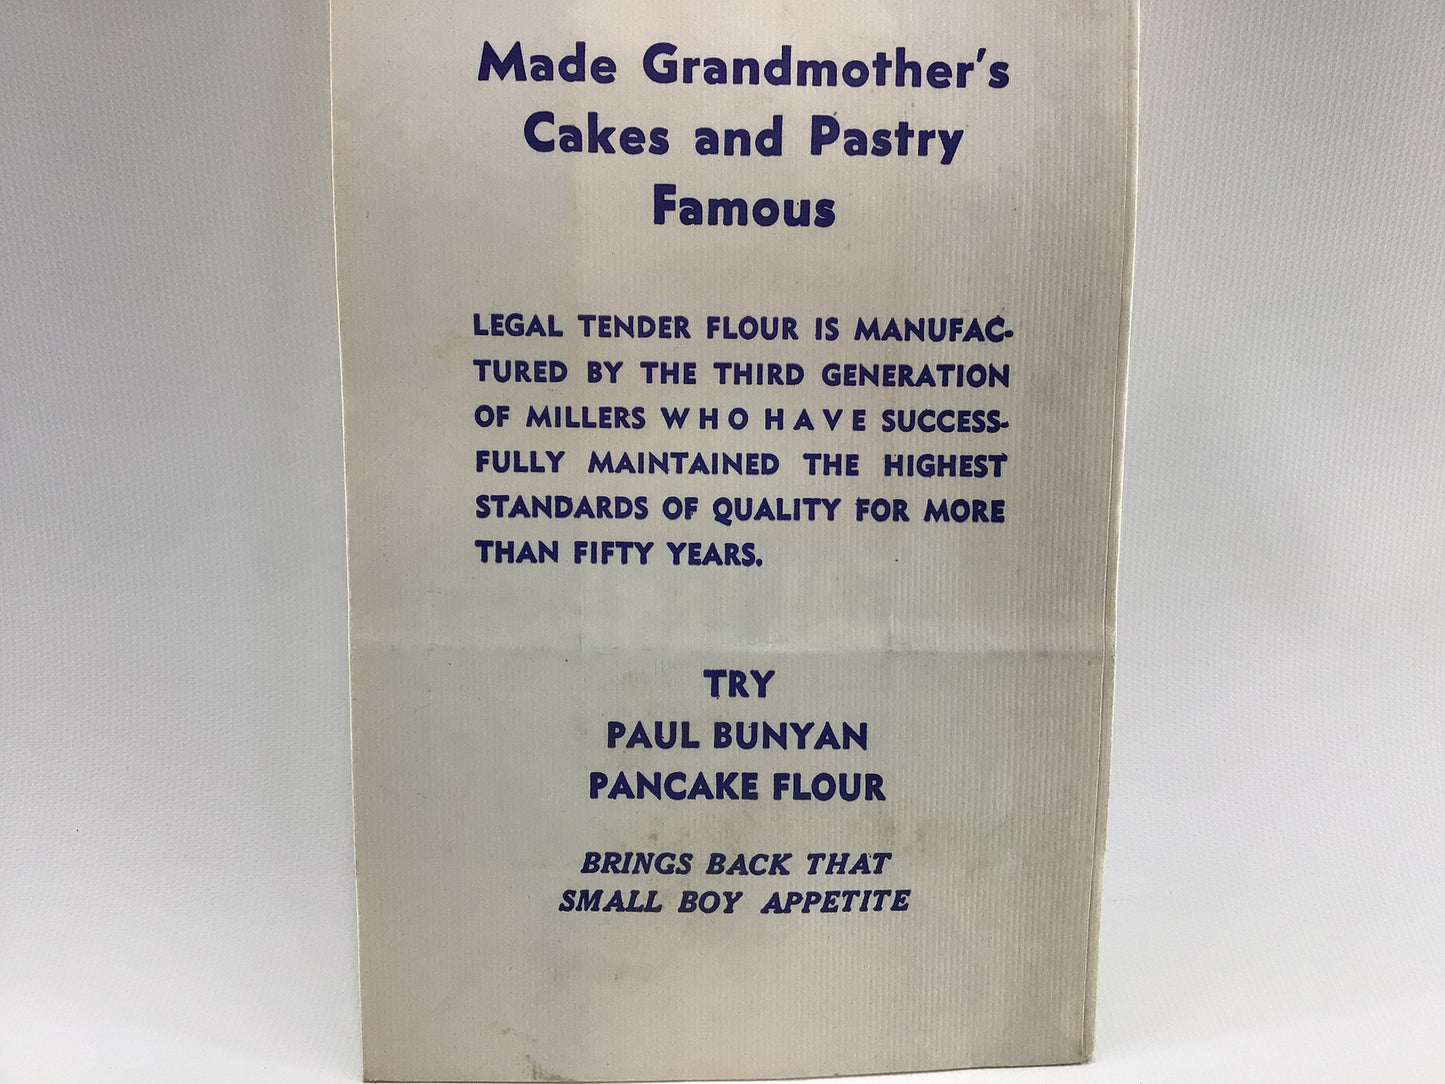 Made Grandmother's
Cakes and Pastry
Famous
LEGAL TENDER FLOUR IS MANUFAC-
TURED BY THE THIRD GENERATION
OF MILLERS WHO HAVE SUCCESS-
FULLY MAINTAINED THE HIGHEST
STANDARDS OF QUALITY FOR MORE
THAN FIFTY YEARS.
TRY
PAUL BUNYAN
PANCAKE FLOUR
BRINGS BACK THAT
SMALL BOY APPETITE